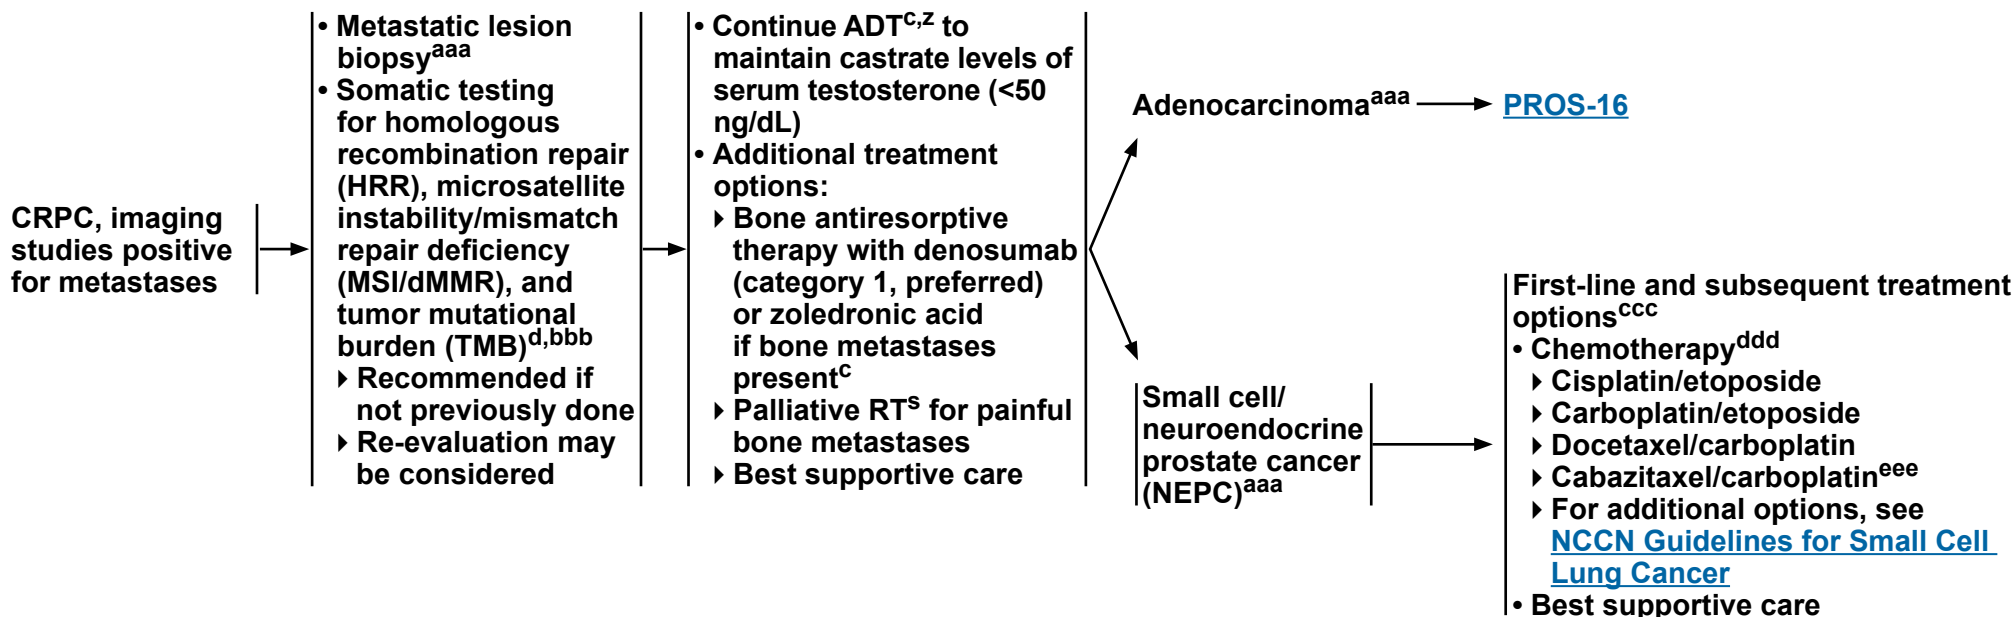 CRPC, imaging
studies positive
for metastases
• Metastatic lesion
biopsyaaa
• Somatic testing
for homologous
recombination repair
(HRR), microsatellite
instability/mismatch
repair deficiency
(MSI/dMMR), and
tumor mutational
burden (TMB)d,bbb
▸ Recommended if
not previously done
▸ Re-evaluation may
be considered
• Continue ADTc,z to
maintain castrate levels of
serum testosterone (<50
ng/dL)
• Additional treatment
options:
▸ Bone antiresorptive
therapy with denosumab
(category 1, preferred)
or zoledronic acid
if bone metastases
presentc
▸ Palliative RTs for painful
bone metastases
▸ Best supportive care
Adenocarcinomaaaa
PROS-16
Small cell/
neuroendocrine
prostate cancer
(NEPC)aaa
First-line and subsequent treatment
optionsccc
• Chemotherapyddd
▸ Cisplatin/etoposide
▸ Carboplatin/etoposide
▸ Docetaxel/carboplatin
▸ Cabazitaxel/carboplatineee
▸ For additional options, see
NCCN Guidelines for Small Cell
Lung Cancer
• Best supportive care